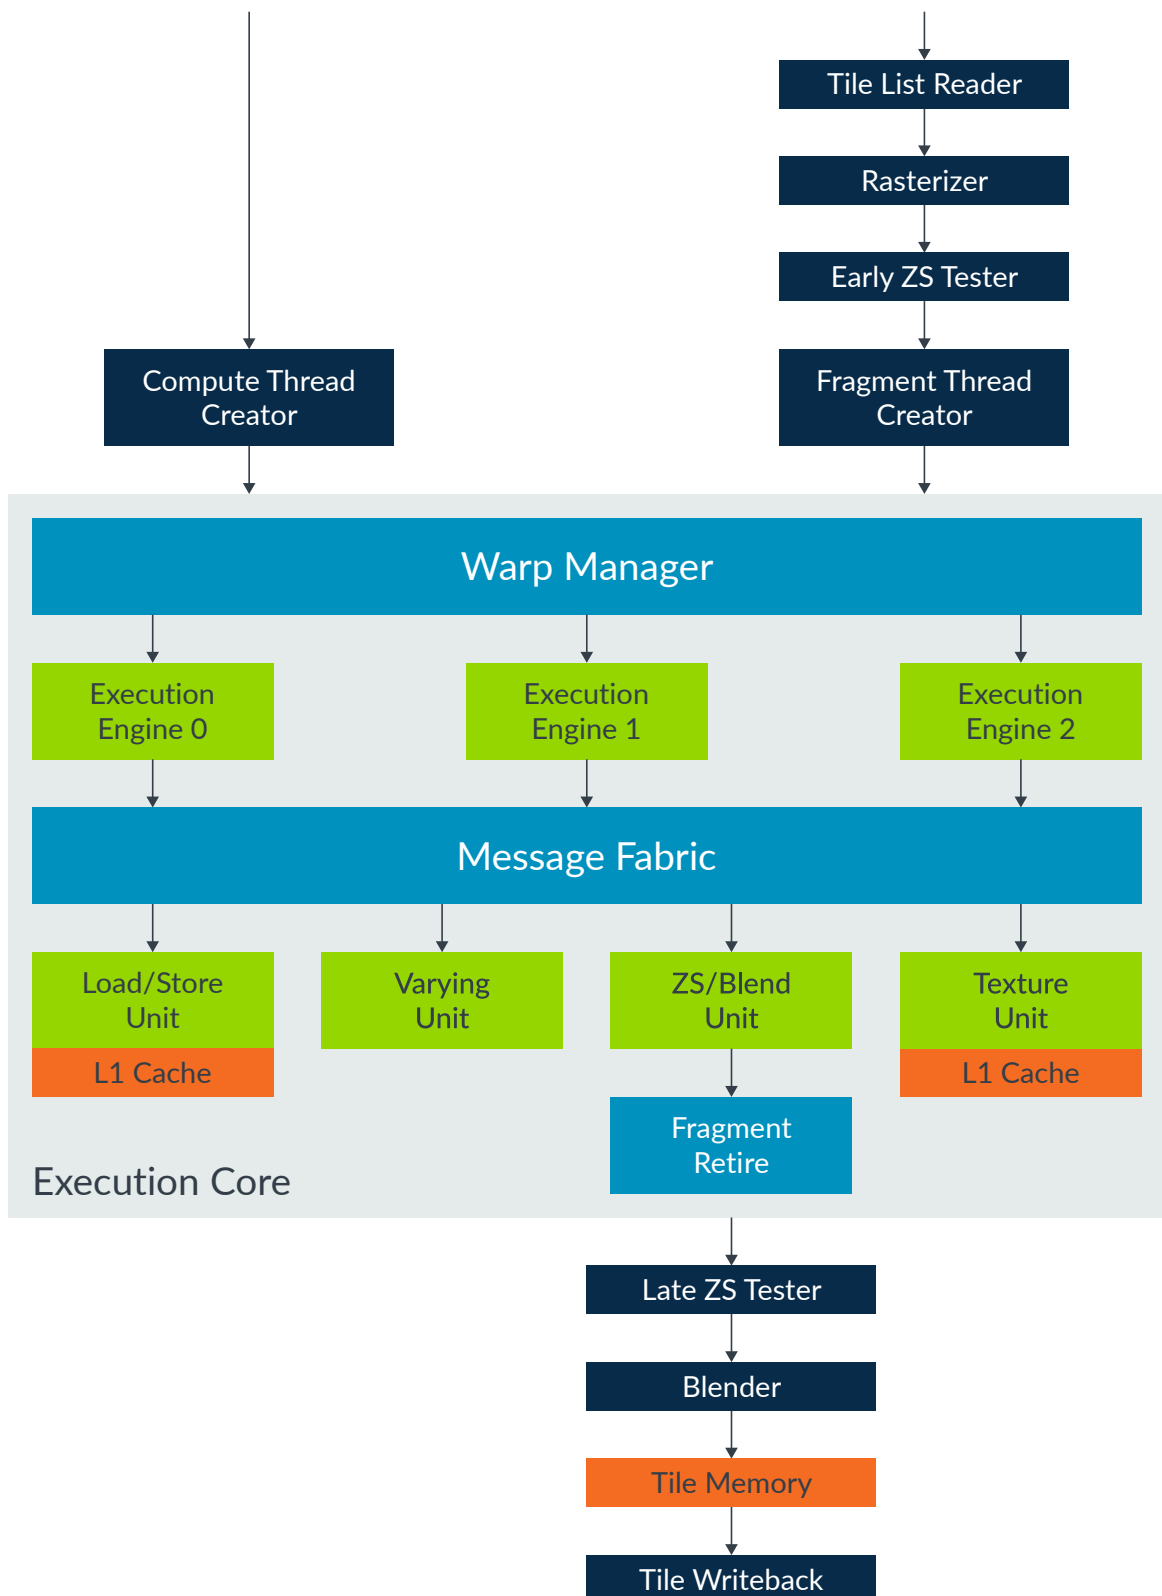 Tile List Reader
Rasterizer
Early ZS Tester
Compute Thread
Creator
Fragment Thread
Creator
Warp Manager
Execution
Engine 0
Execution
Engine 1
Execution
Engine 2
Message Fabric
Load/Store
Unit
L1 Cache
Varying
Unit
ZS/Blend
Unit
Texture
Unit
L1 Cache
Fragment
Retire
Execution Core
Late ZS Tester
Blender
Tile Memory
Tile Writeback